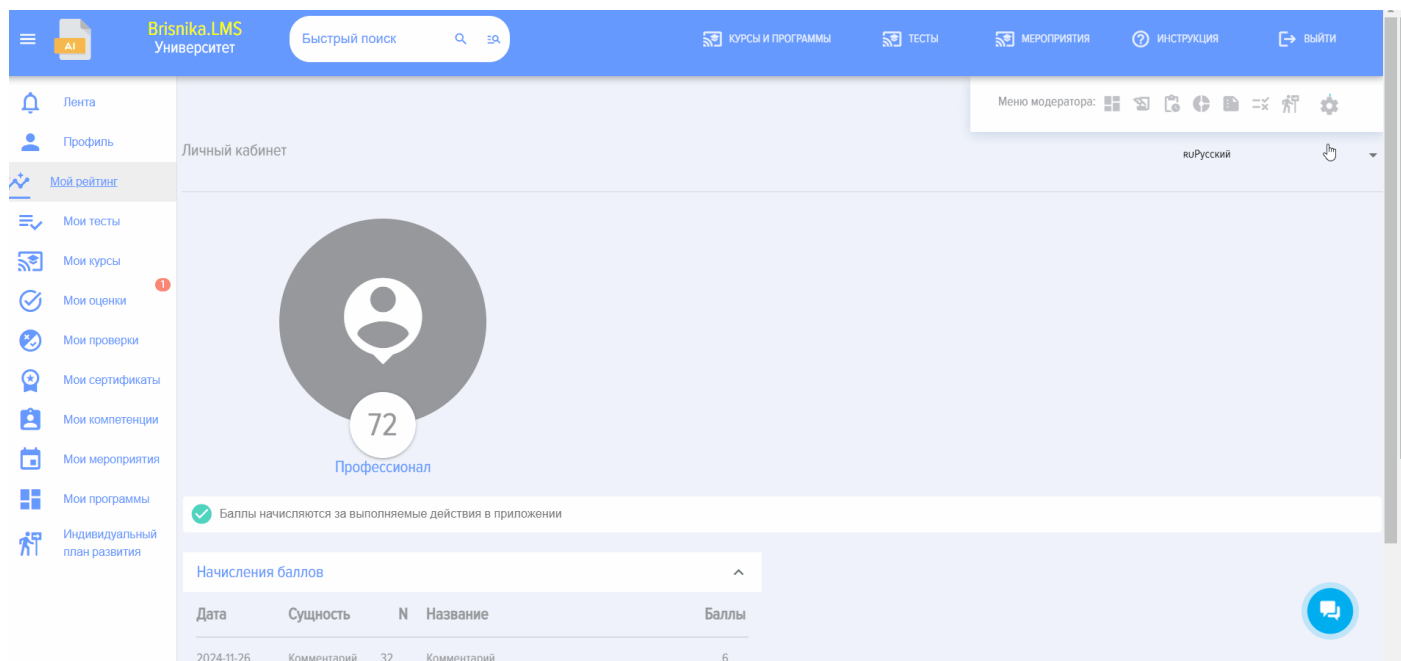 AI
Brisnika.LMS
Университет
Быстрый поиск
КУРСЫ И ПРОГРАММЫ
ТЕСТЫ
МЕРОПРИЯТИЯ
ИНСТРУКЦИЯ
ВЫЙТИ
Меню модератора:
Лента
Профиль
Мой рейтинг
Мои тесты
Мои курсы
1
Мои оценки
Мои проверки
Мои сертификаты
Мои компетенции
Мои мероприятия
Мои программы
Индивидуальный
план развития
Личный кабинет
RUРусский
72
Профессионал
Баллы начисляются за выполняемые действия в приложении
Начисления баллов
Дата Сущность N Название Баллы
2024-11-26 Комментарий 32 Комментарий 6